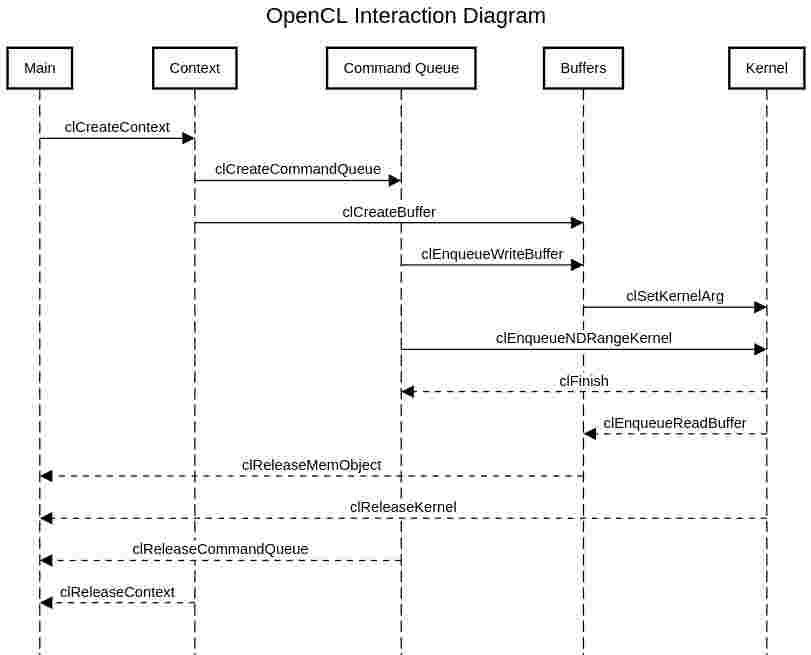 OpenCL Interaction Diagram
Main
Context
Command Queue
Buffers
Kernel
clCreateContext
clCreateCommandQueue
clCreateBuffer
clEnqueueWriteBuffer
clSetKernelArg
clEnqueueNDRangeKernel
clFinish
clEnqueueReadBuffer
clReleaseMemObject
clReleaseKernel
clReleaseCommandQueue
clReleaseContext